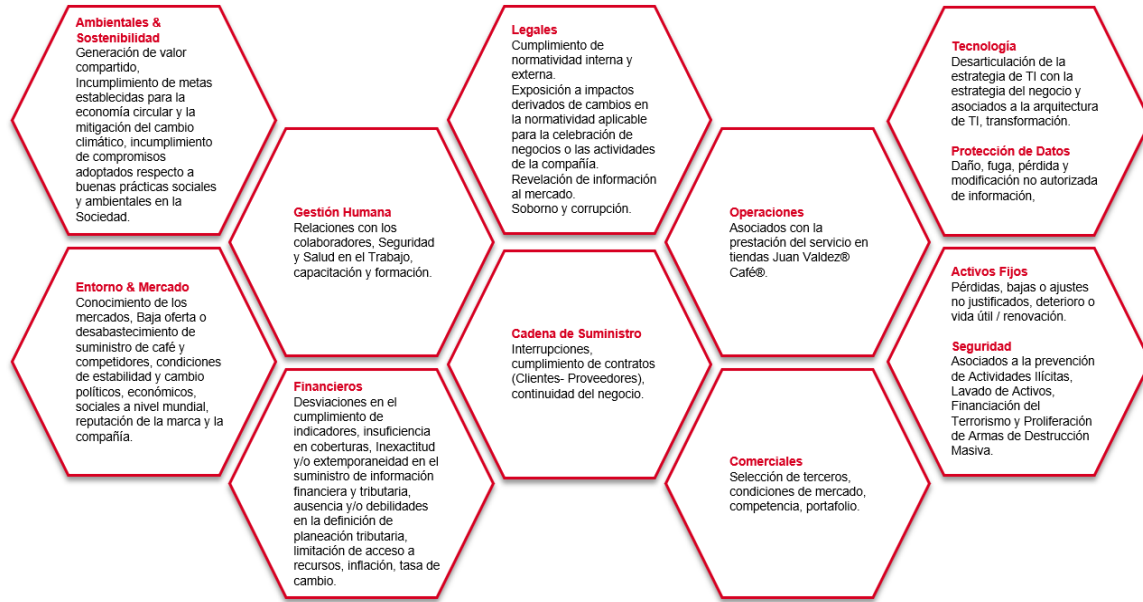 Ambientales &
Sostenibilidad
Generación de valor
compartido,
Incumplimiento de metas
establecidas para la
economía circular y la
mitigación del cambio
climático, incumplimiento
de compromisos
adoptados respecto a
buenas prácticas sociales
y ambientales en la
Sociedad.
Entorno & Mercado
Conocimiento de los
mercados, Baja oferta o
desabastecimiento de
suministro de café y
competidores, condiciones
de estabilidad y cambio
políticos, económicos,
sociales a nivel mundial,
reputación de la marca y la
compañía.
Gestión Humana
Relaciones con los
colaboradores, Seguridad
y Salud en el Trabajo,
capacitación y formación.
Financieros
Desviaciones en el
cumplimiento de
indicadores, insuficiencia
en coberturas, Inexactitud
y/o extemporaneidad en el
suministro de información
financiera y tributaria,
ausencia y/o debilidades
en la definición de
planeación tributaria,
limitación de acceso a
recursos, inflación, tasa de
cambio.
Legales
Cumplimiento de
normatividad interna y
externa.
Exposición a impactos
derivados de cambios en
la normatividad aplicable
para la celebración de
negocios o las actividades
de la compañía.
Revelación de información
al mercado.
Soborno y corrupción.
Cadena de Suministro
Interrupciones,
cumplimiento de contratos
(Clientes- Proveedores),
continuidad del negocio.
Operaciones
Asociados con la
prestación del servicio en
tiendas Juan Valdez®
Café®.
Comerciales
Selección de terceros,
condiciones de mercado,
competencia, portafolio.
Tecnología
Desarticulación de la
estrategia de TI con la
estrategia del negocio y
asociados a la arquitectura
de TI, transformación.
Protección de Datos
Daño, fuga, pérdida y
modificación no autorizada
de información,
Activos Fijos
Pérdidas, bajas o ajustes
no justificados, deterioro o
vida útil / renovación.
Seguridad
Asociados a la prevención
de Actividades Ilícitas,
Lavado de Activos,
Financiación del
Terrorismo y Proliferación
de Armas de Destrucción
Masiva.